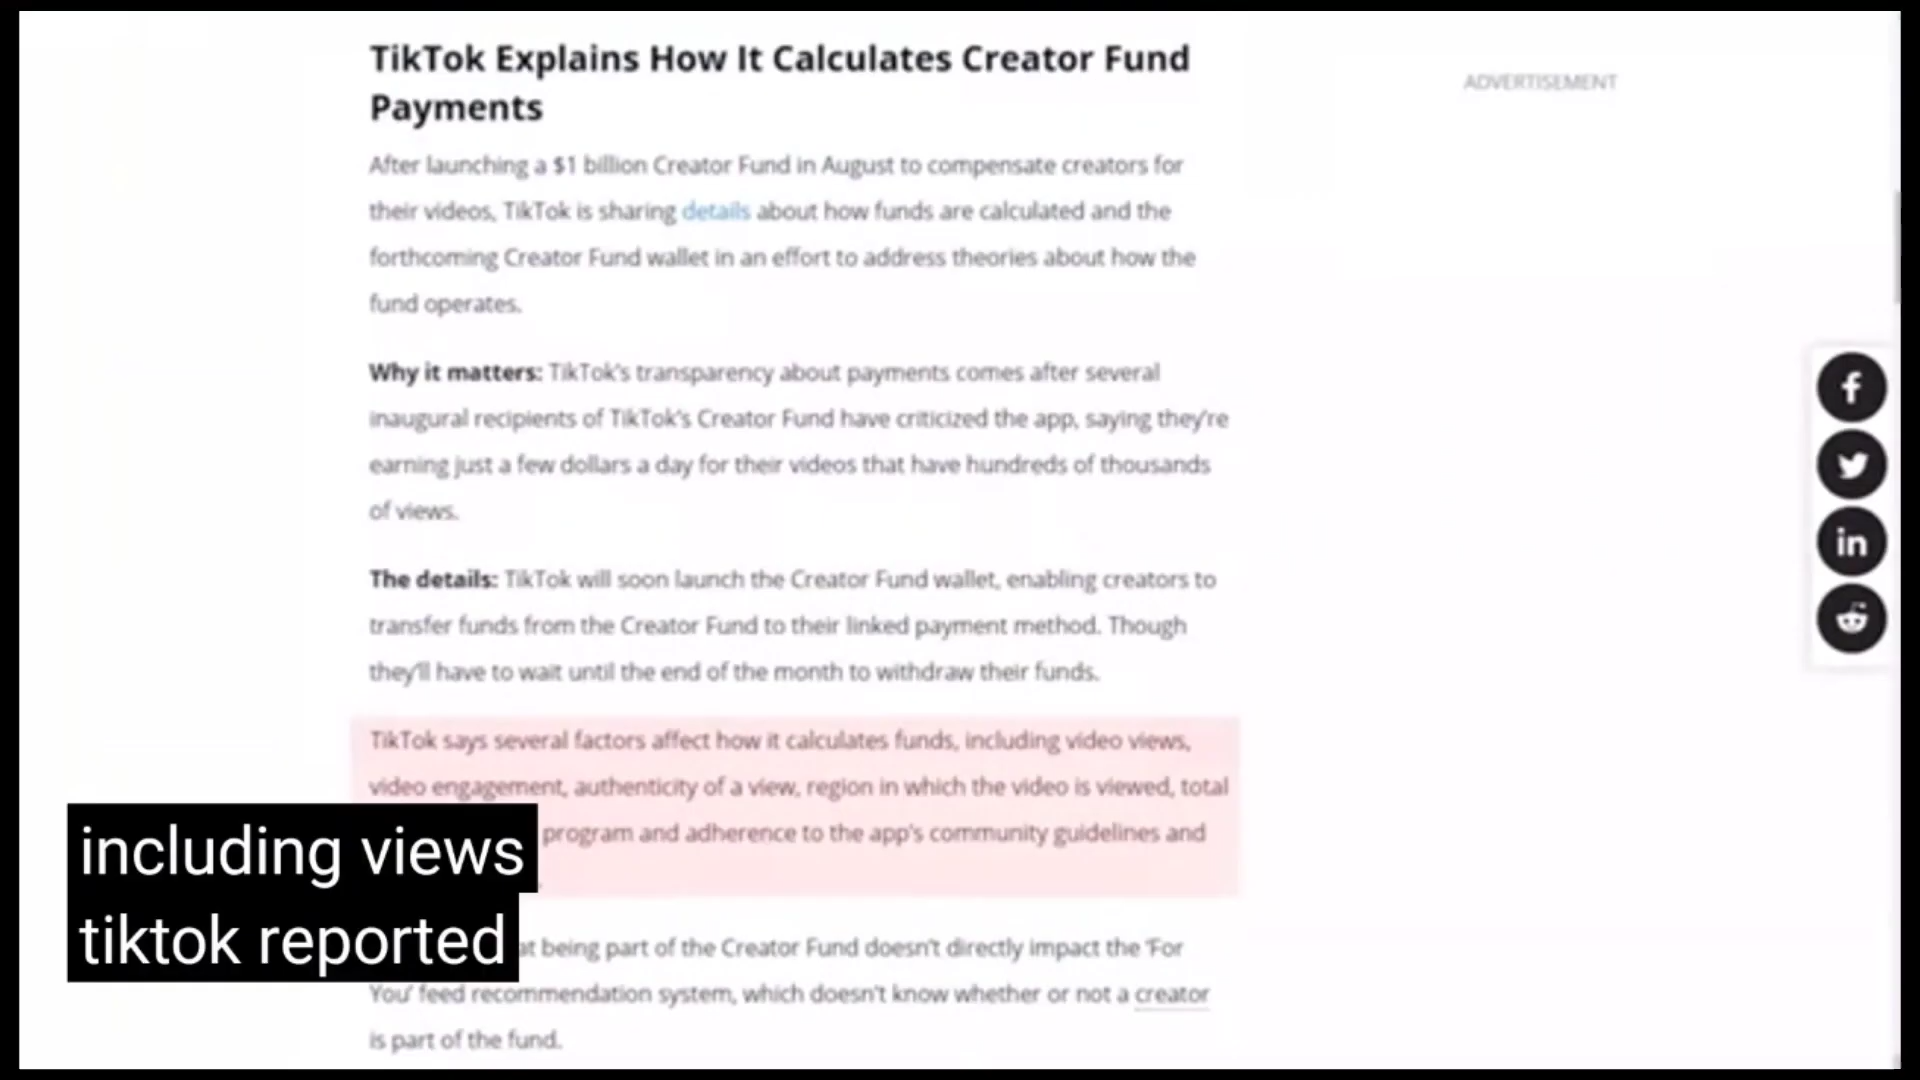 TikTok Explains How It Calculates Creator Fund
Payments
ADVERTISEMENT
After launching a $1 billion Creator Fund in August to compensate creators for
their videos, TikTok is sharing details about how funds are calculated and the
forthcoming Creator Fund wallet in an effort to address theories about how the
fund operates.
Why it matters: TikTok's transparency about payments comes after several
inaugural recipients of TikTok's Creator Fund have criticized the app, saying they're
earning just a few dollars a day for their videos that have hundreds of thousands
of views.
The details: TikTok will soon launch the Creator Fund wallet, enabling creators to
transfer funds from the Creator Fund to their linked payment method. Though
they'll have to wait until the end of the month to withdraw their funds.
TikTok says several factors affect how it calculates funds, including video views,
video engagement, authenticity of a view, region in which the video is viewed, total
program and adherence to the app's community guidelines and
being part of the Creator Fund doesn't directly impact the 'For
You' feed recommendation system, which doesn't know whether or not a creator
is part of the fund.
including views
tiktok reported